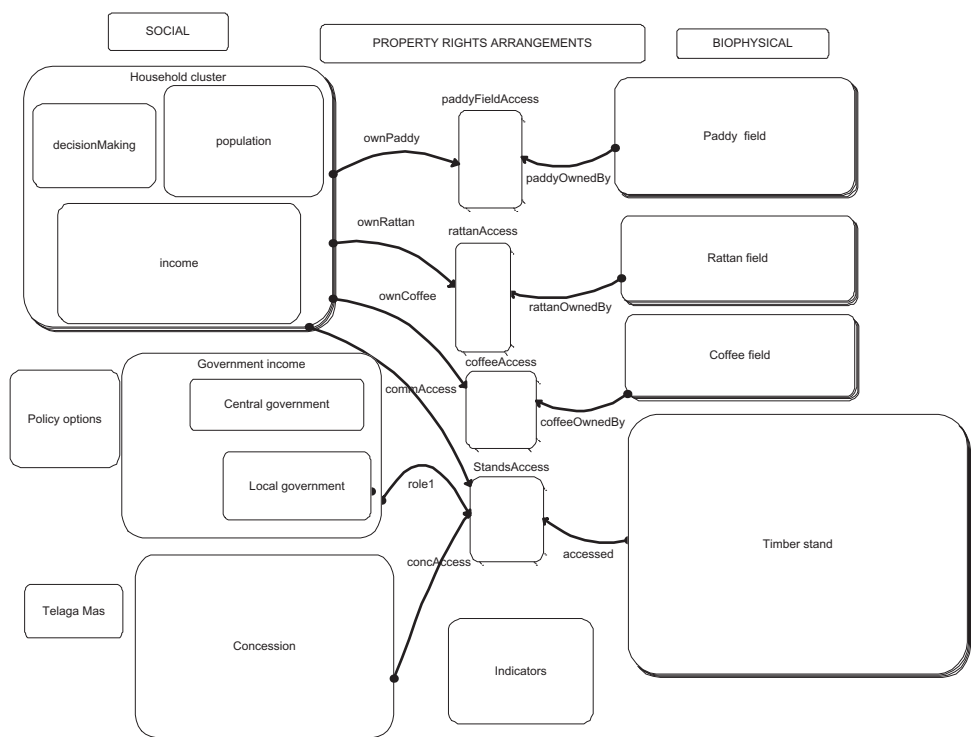 SOCIAL
PROPERTY RIGHTS ARRANGEMENTS
BIOPHYSICAL
Household cluster
decisionMaking
population
income
paddyFieldAccess
ownPaddy
paddyOwnedBy
Paddy field
ownRattan
rattanAccess
rattanOwnedBy
Rattan field
ownCoffee
coffeeAccess
coffeeOwnedBy
Coffee field
commAccess
Government income
Central government
Local government
Policy options
StandsAccess
role1
accessed
Timber stand
concAccess
Telaga Mas
Concession
Indicators